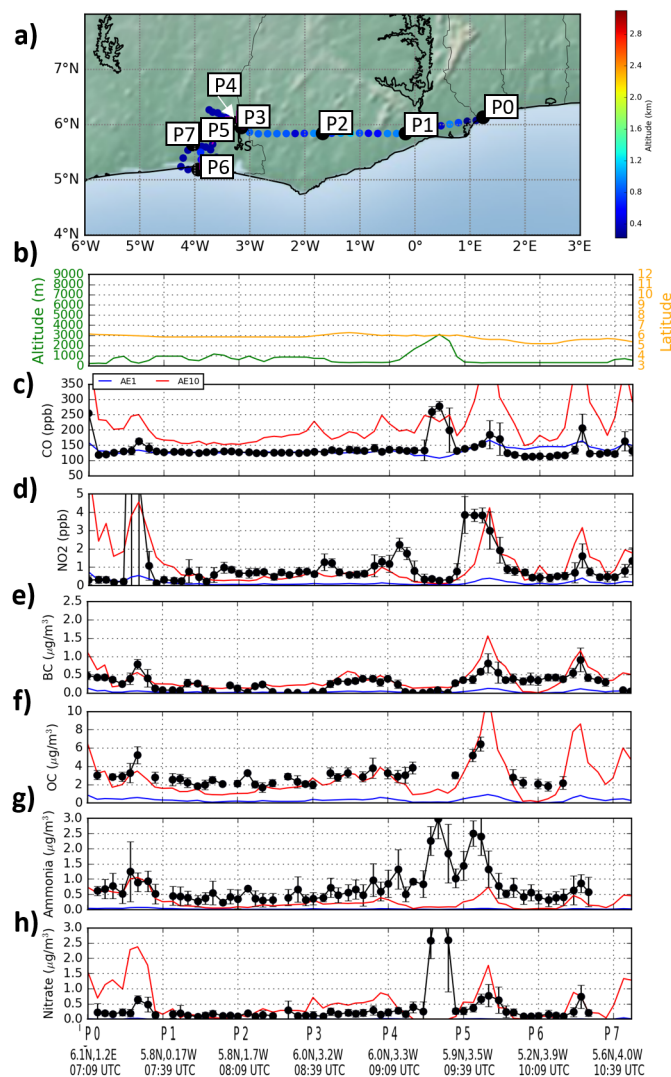 a)
7°N
6°N
5°N
4°N
6°W 5°W 4°W 3°W 2°W 1°W 0° 1°E 2°E 3°E
P4
P3
P5
P7
P6
P2
P1
P0
2.8
2.4
2.0
1.6
1.2
0.8
0.4
Altitude (km)
b)
Altitude (m)
9000
8000
7000
6000
5000
4000
3000
2000
1000
0
12
11
10
9
8
7
6
5
4
3
Latitude
c)
CO (ppb)
350
300
250
200
150
100
AE1 AE10
d)
NO2 (ppb)
5
4
3
2
1
0
e)
BC (μg/m³)
2.5
2.0
1.5
1.0
0.5
0.0
f)
OC (μg/m³)
10
8
6
4
2
0
g)
Ammonia (μg/m³)
3.0
2.5
2.0
1.5
1.0
0.5
0.0
h)
Nitrate (μg/m³)
3.0
2.5
2.0
1.5
1.0
0.5
0.0
P0 P1 P2 P3 P4 P5 P6 P7
6.1N,1.2E 5.8N,0.17W 5.8N,1.7W 6.0N,3.2W 6.0N,3.3W 5.9N,3.5W 5.2N,3.9W 5.6N,4.0W
07:09 UTC 07:39 UTC 08:09 UTC 08:39 UTC 09:09 UTC 09:39 UTC 10:09 UTC 10:39 UTC